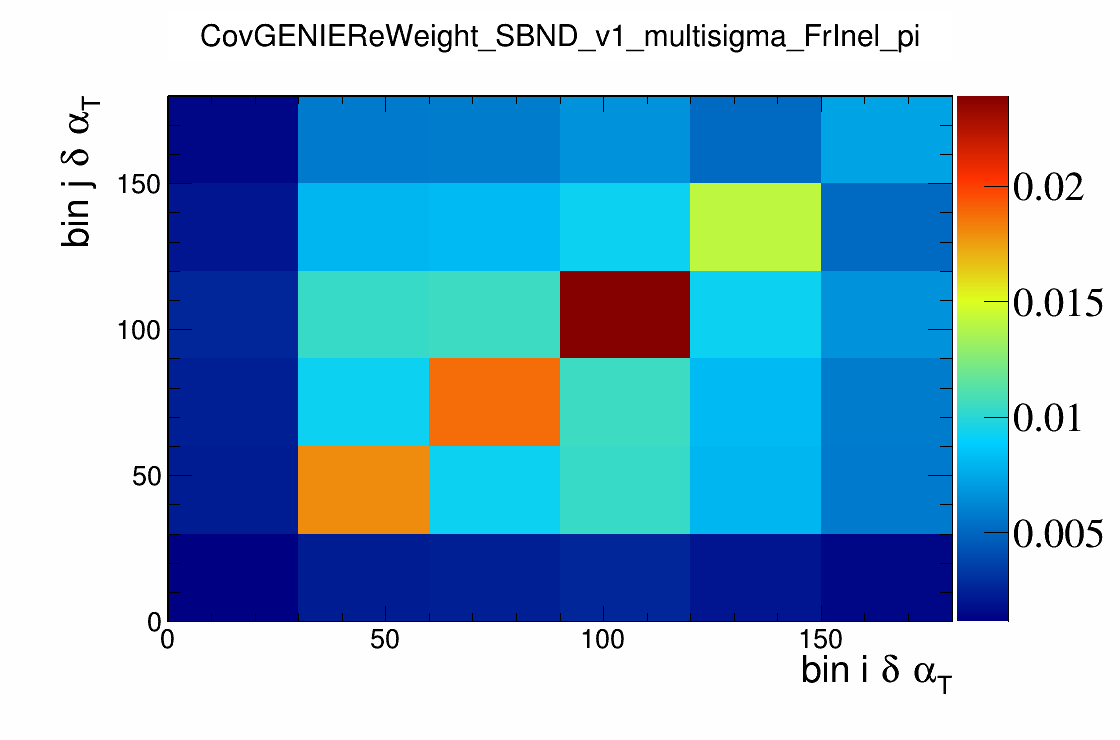 CovGENIEReWeight_SBND_v1_multisigma_FrInel_pi
bin j δ α_T
150
100
50
0
0 50 100 150
bin i δ α_T
0.02
0.015
0.01
0.005